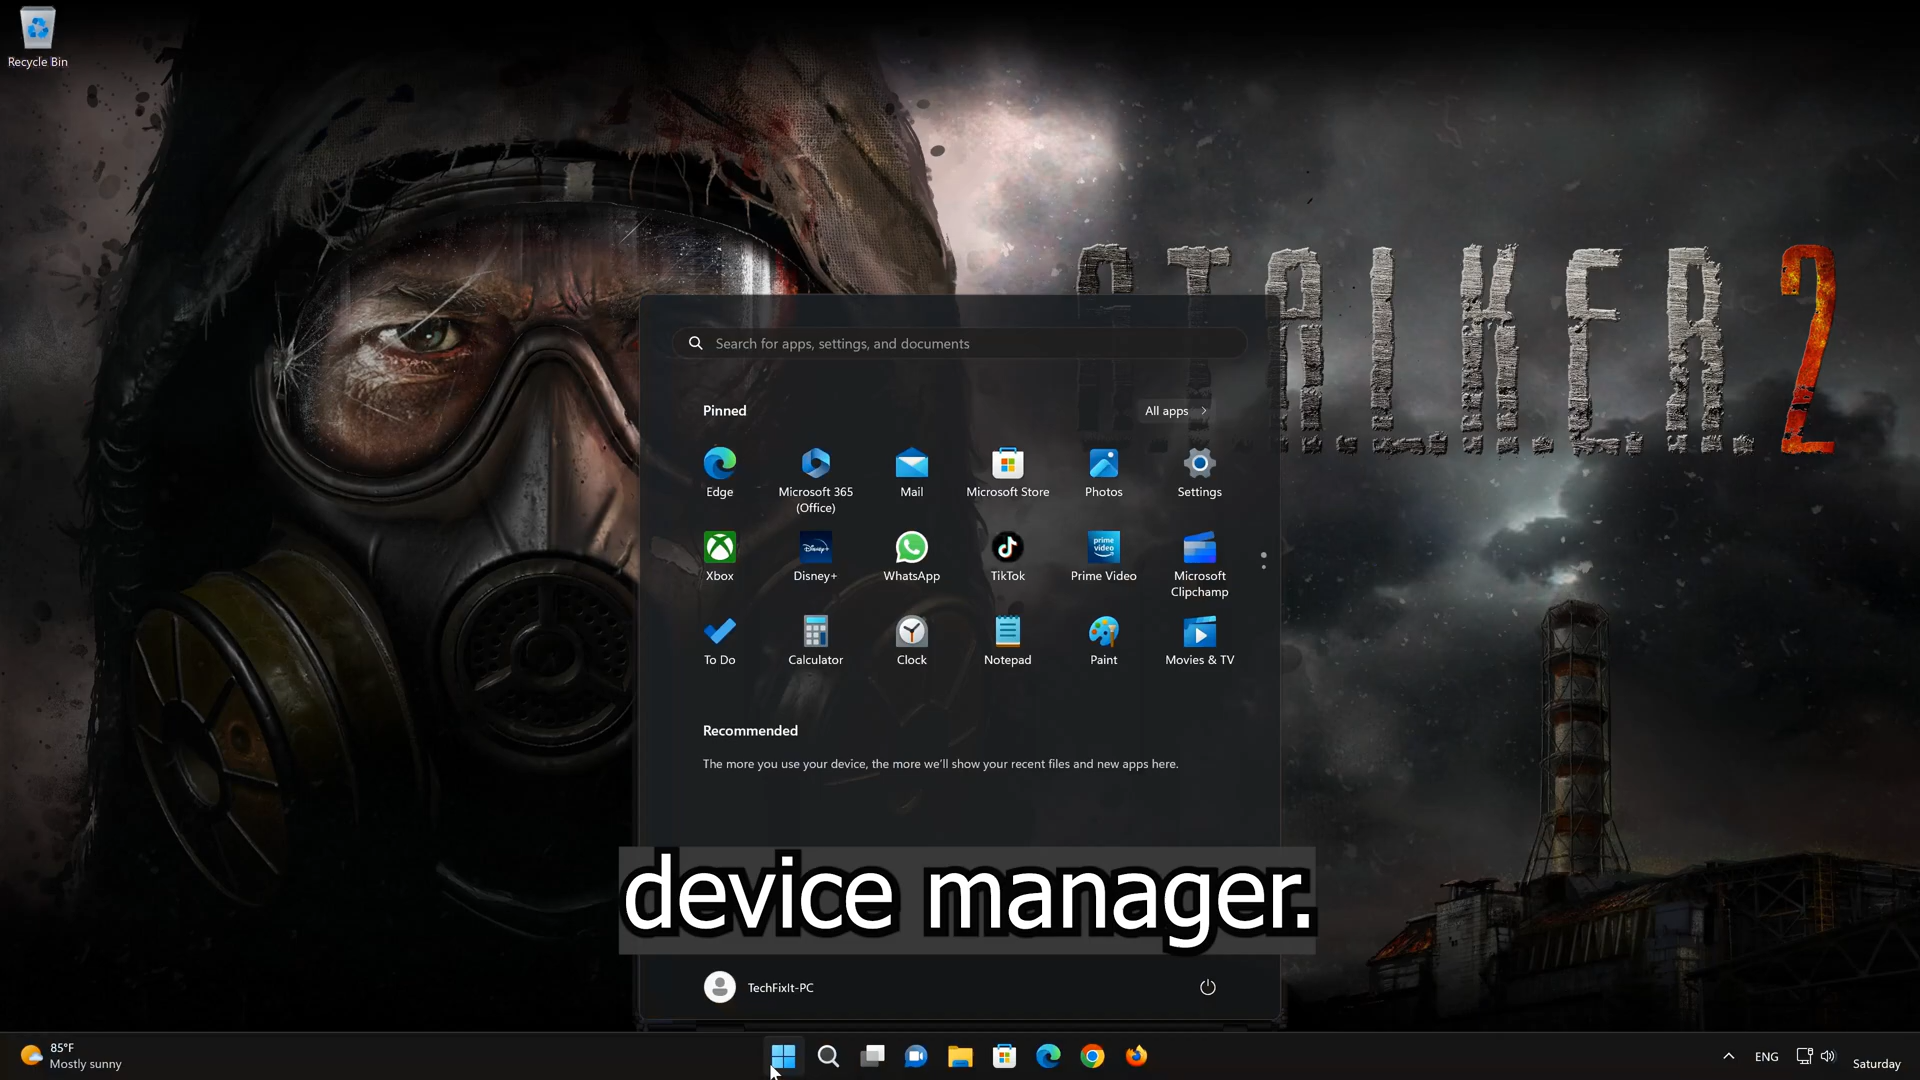 Recycle Bin
S.T.A.L.K.E.R. 2
Search for apps, settings, and documents
Pinned
All apps
Edge
Microsoft 365
(Office)
Mail
Microsoft Store
Photos
Settings
Xbox
Disney+
WhatsApp
TikTok
prime
video
Prime Video
Microsoft
Clipchamp
To Do
Calculator
Clock
Notepad
Paint
Movies & TV
Recommended
The more you use your device, the more we'll show your recent files and new apps here.
device manager.
TechFixIt-PC
85°F
Mostly sunny
ENG
Saturday